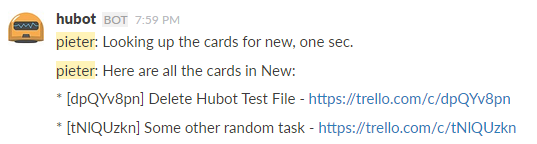 hubot BOT 7:59 PM
pieter: Looking up the cards for new, one sec.
pieter: Here are all the cards in New:
* [dpQYv8pn] Delete Hubot Test File - https://trello.com/c/dpQYv8pn
* [tNlQUzkn] Some other random task - https://trello.com/c/tNlQUzkn